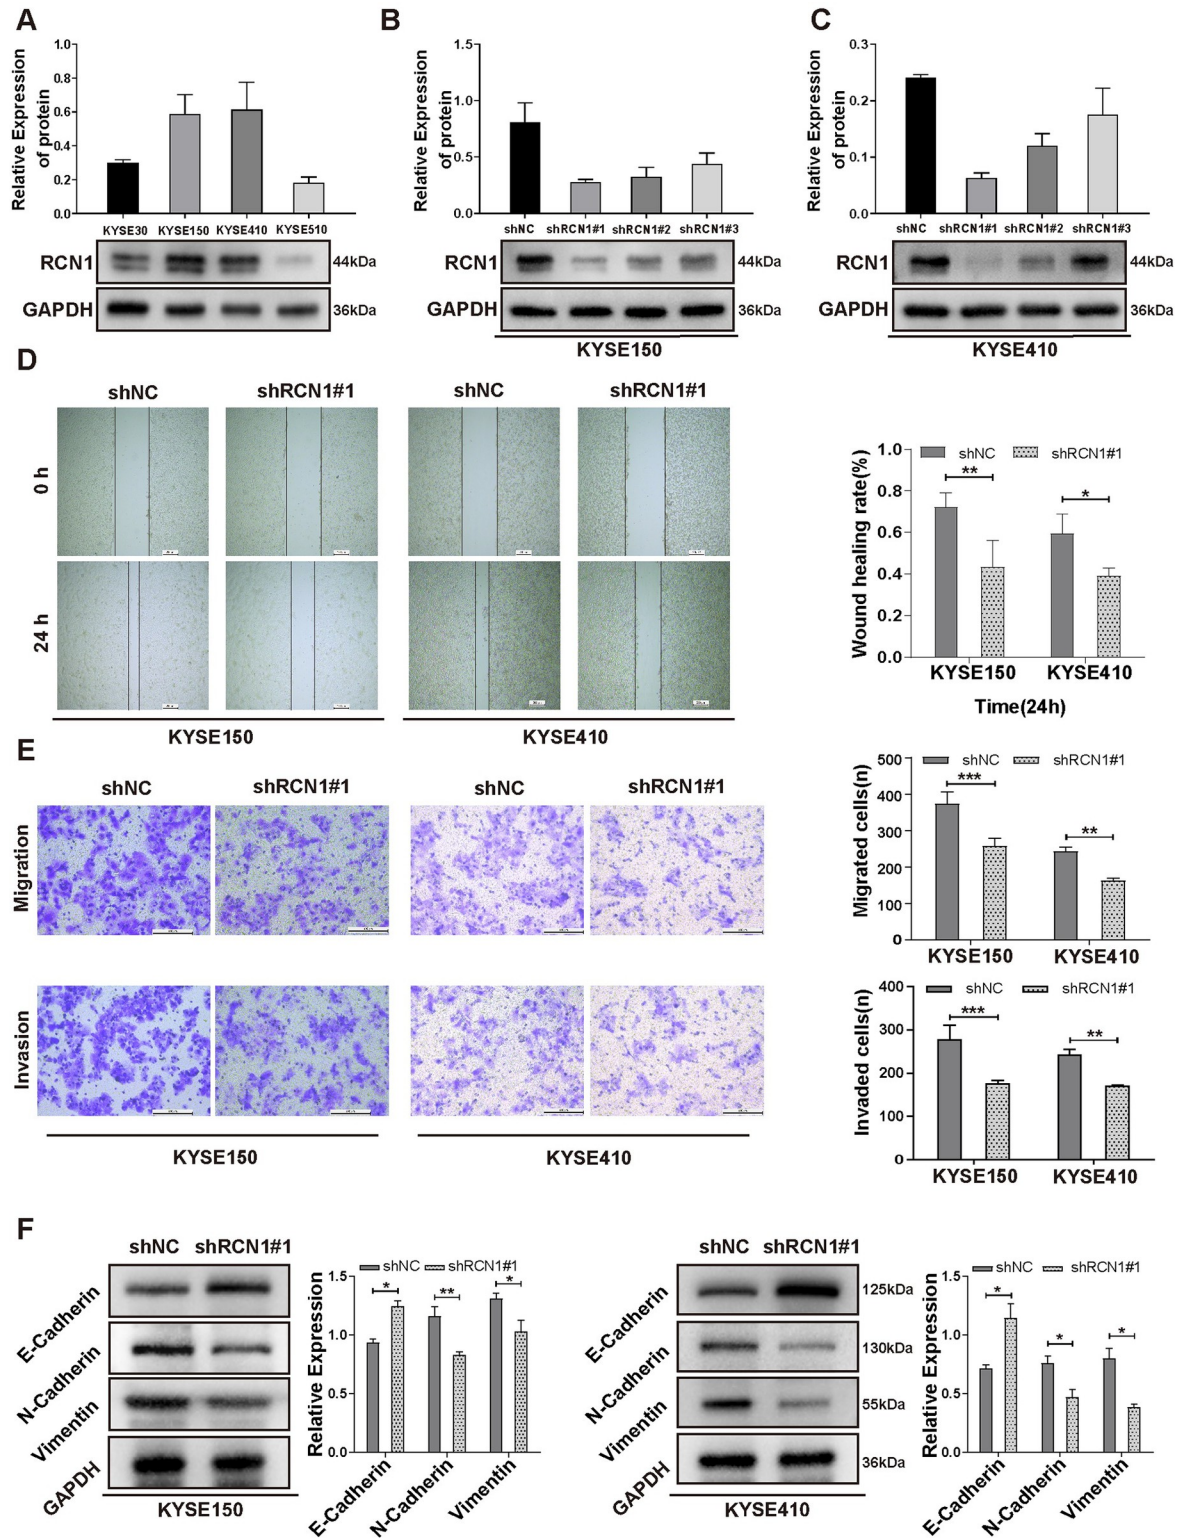 A
Relative Expression
of protein
1.0
0.8
0.6
0.4
0.2
0.0
KYSE30 KYSE150 KYSE410 KYSE510
RCN1
44kDa
GAPDH
36kDa
B
Relative Expression
of protein
1.5
1.0
0.5
0.0
shNC shRCN1#1 shRCN1#2 shRCN1#3
RCN1
44kDa
GAPDH
36kDa
KYSE150
C
Relative Expression
of protein
0.3
0.2
0.1
0.0
shNC shRCN1#1 shRCN1#2 shRCN1#3
RCN1
44kDa
GAPDH
36kDa
KYSE410
D
shNC shRCN1#1 shNC shRCN1#1
0 h
24 h
KYSE150 KYSE410
Wound healing rate(%)
1.0
0.8
0.6
0.4
0.2
0.0
shNC shRCN1#1
** *
KYSE150 KYSE410
Time(24h)
E
shNC shRCN1#1 shNC shRCN1#1
Migration
Invasion
KYSE150 KYSE410
Migrated cells(n)
500
400
300
200
100
0
shNC shRCN1#1
*** **
KYSE150 KYSE410
Invaded cells(n)
400
300
200
100
0
shNC shRCN1#1
*** **
KYSE150 KYSE410
F
shNC shRCN1#1
E-Cadherin
N-Cadherin
Vimentin
GAPDH
KYSE150
Relative Expression
1.5
1.0
0.5
0.0
shNC shRCN1#1
* ** *
E-Cadherin N-Cadherin Vimentin
shNC shRCN1#1
E-Cadherin
125kDa
N-Cadherin
130kDa
Vimentin
55kDa
GAPDH
36kDa
KYSE410
Relative Expression
1.5
1.0
0.5
0.0
shNC shRCN1#1
* * *
E-Cadherin N-Cadherin Vimentin